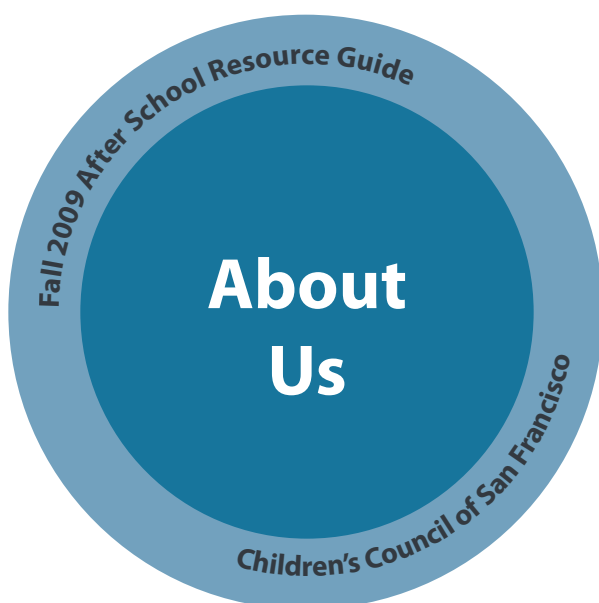 Fall 2009 After School Resource Guide
About
Us
Children's Council of San Francisco